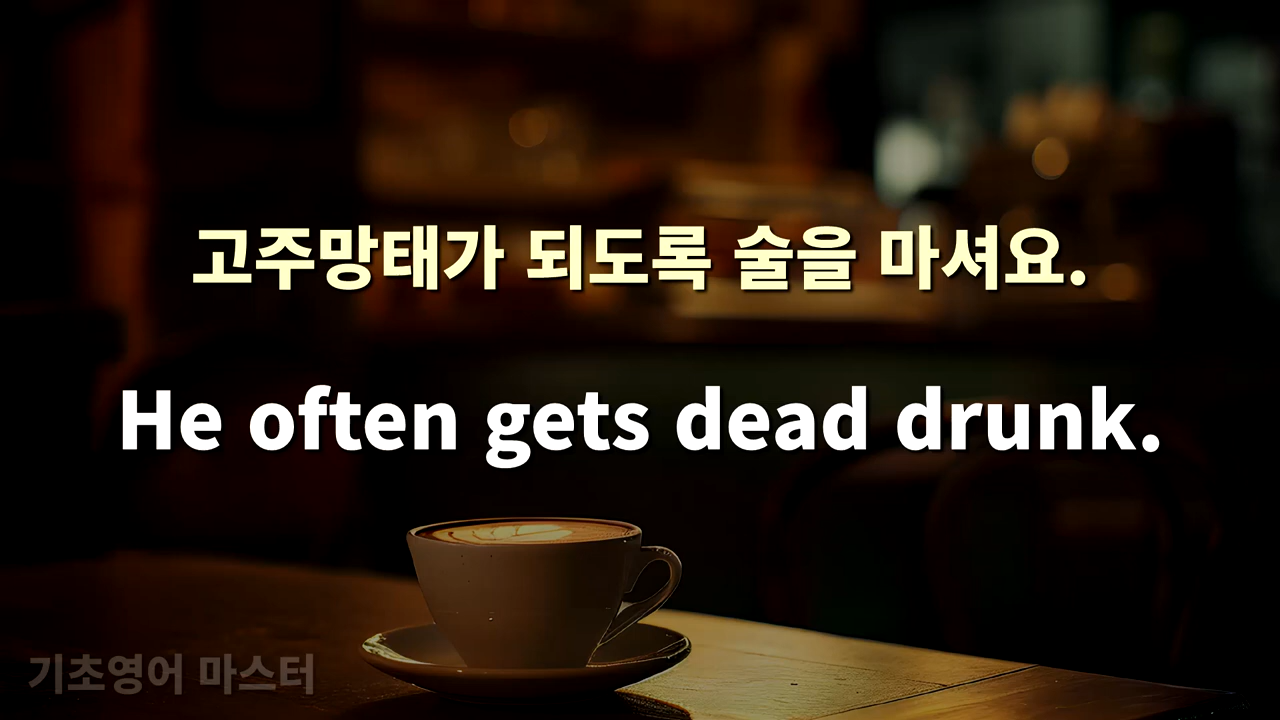 고주망태가 되도록 술을 마셔요.
He often gets dead drunk.
기초영어 마스터